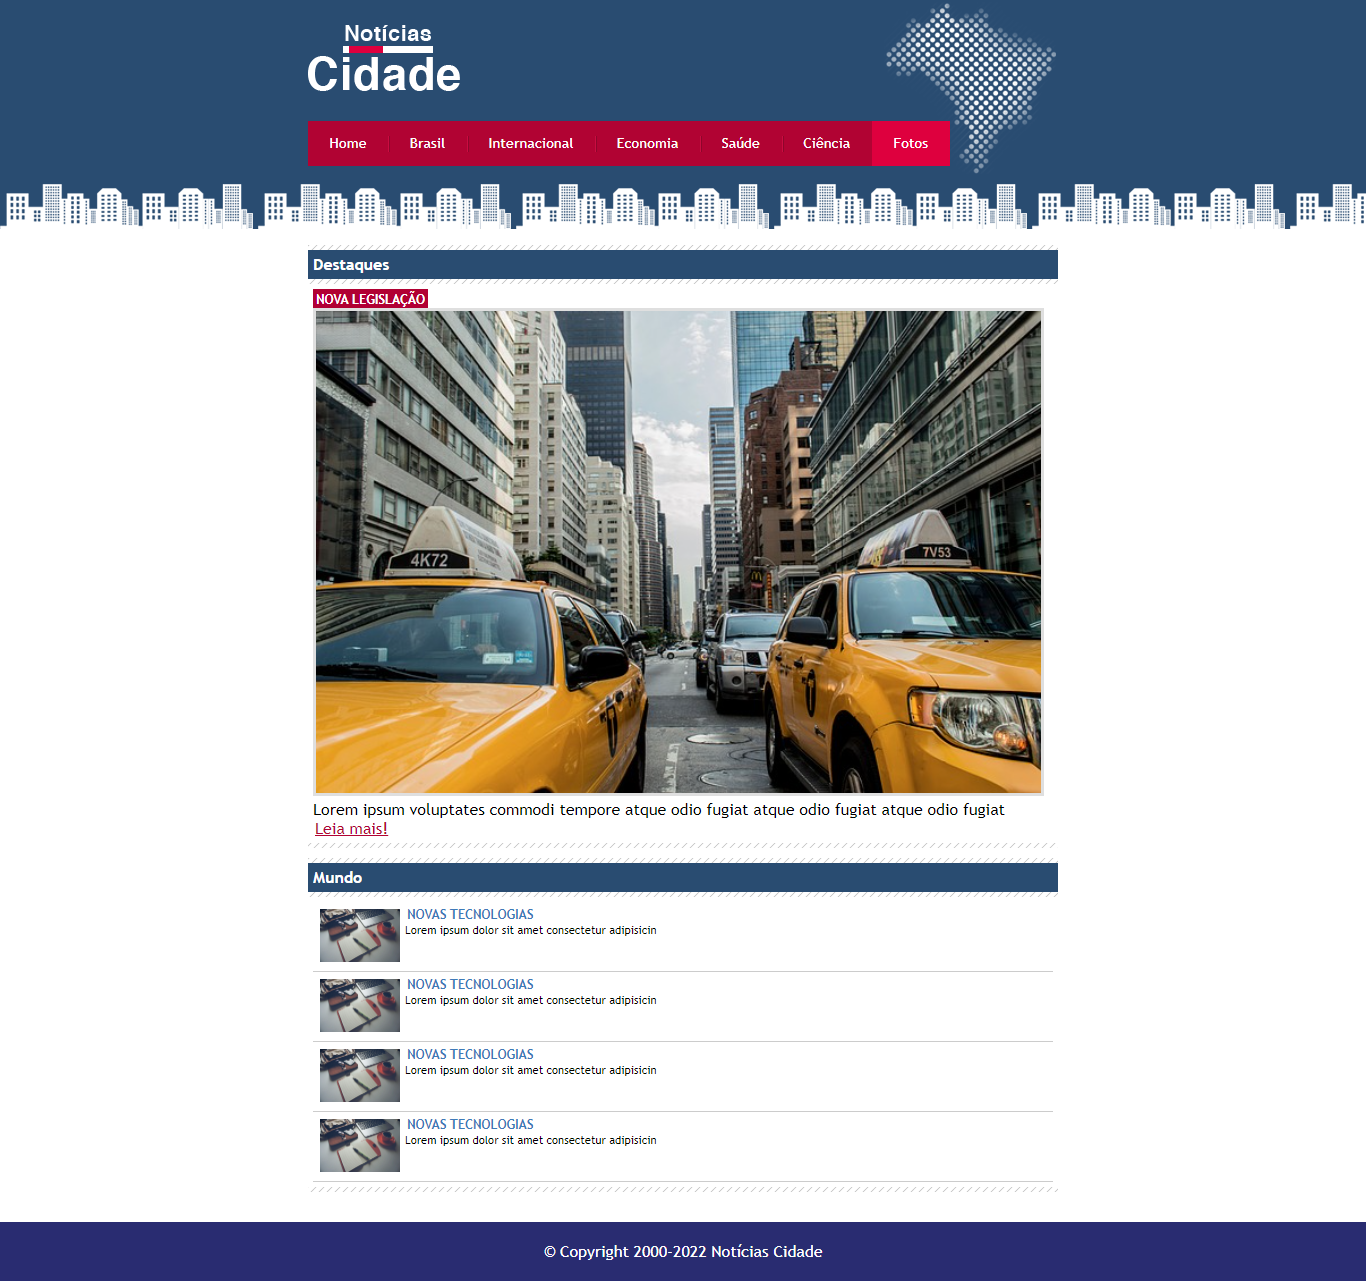 Notícias
Cidade
Home Brasil Internacional Economia Saúde Ciência Fotos
Destaques
NOVA LEGISLAÇÃO
4K72
7V53
Lorem ipsum voluptates commodi tempore atque odio fugiat atque odio fugiat atque odio fugiat
Leia mais!
Mundo
NOVAS TECNOLOGIAS
Lorem ipsum dolor sit amet consectetur adipisicin
NOVAS TECNOLOGIAS
Lorem ipsum dolor sit amet consectetur adipisicin
NOVAS TECNOLOGIAS
Lorem ipsum dolor sit amet consectetur adipisicin
NOVAS TECNOLOGIAS
Lorem ipsum dolor sit amet consectetur adipisicin
© Copyright 2000-2022 Notícias Cidade